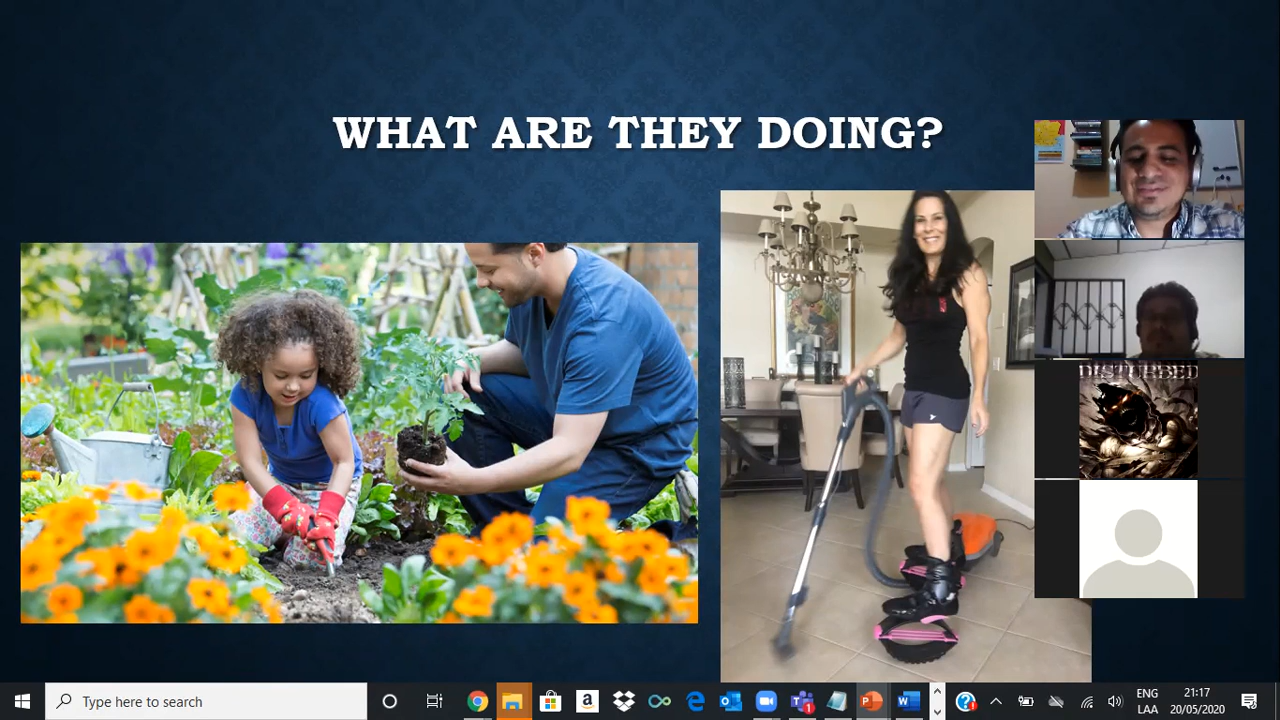 WHAT ARE THEY DOING?
DISTURBED
Type here to search
ENG
LAA
21:17
20/05/2020